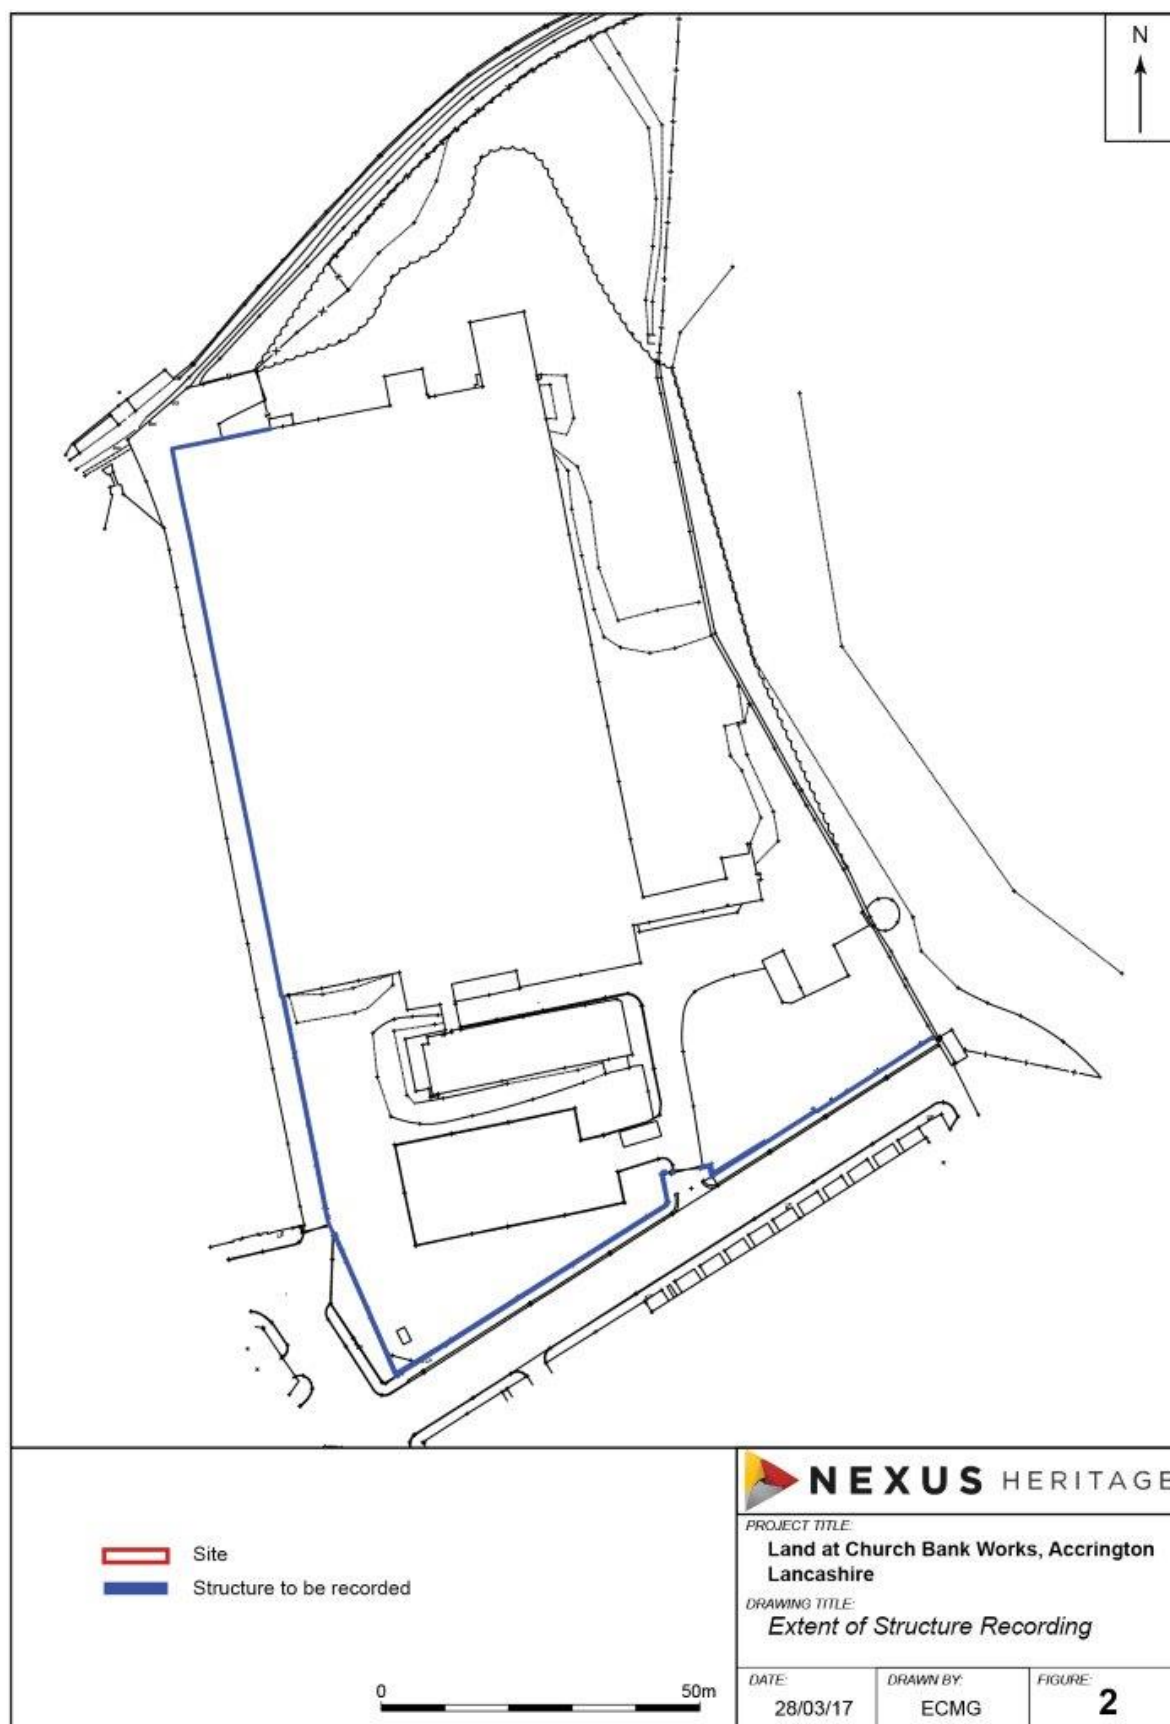 N
Site
Structure to be recorded
0 50m
NEXUS HERITAGE
PROJECT TITLE:
Land at Church Bank Works, Accrington
Lancashire
DRAWING TITLE:
Extent of Structure Recording
DATE:
28/03/17
DRAWN BY:
ECMG
FIGURE:
2